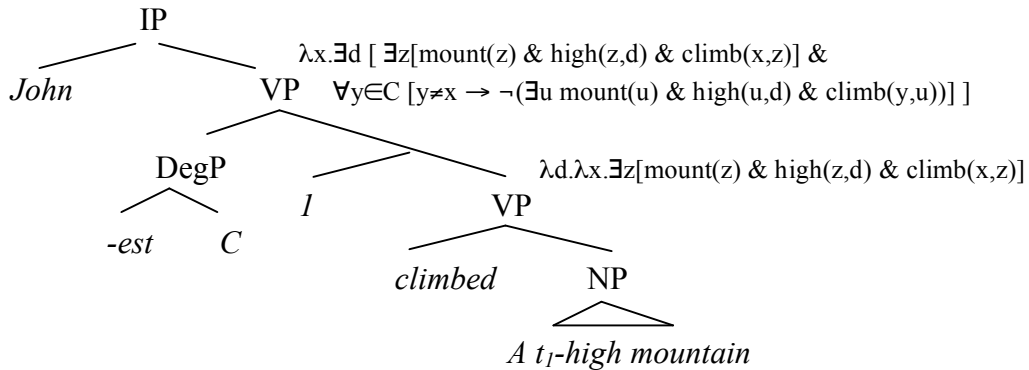 IP
λx.∃d [ ∃z[mount(z) & high(z,d) & climb(x,z)] &
John VP ∀y∈C [y≠x → ¬(∃u mount(u) & high(u,d) & climb(y,u))] ]
DegP λd.λx.∃z[mount(z) & high(z,d) & climb(x,z)]
1 VP
-est C
climbed NP
A t₁-high mountain